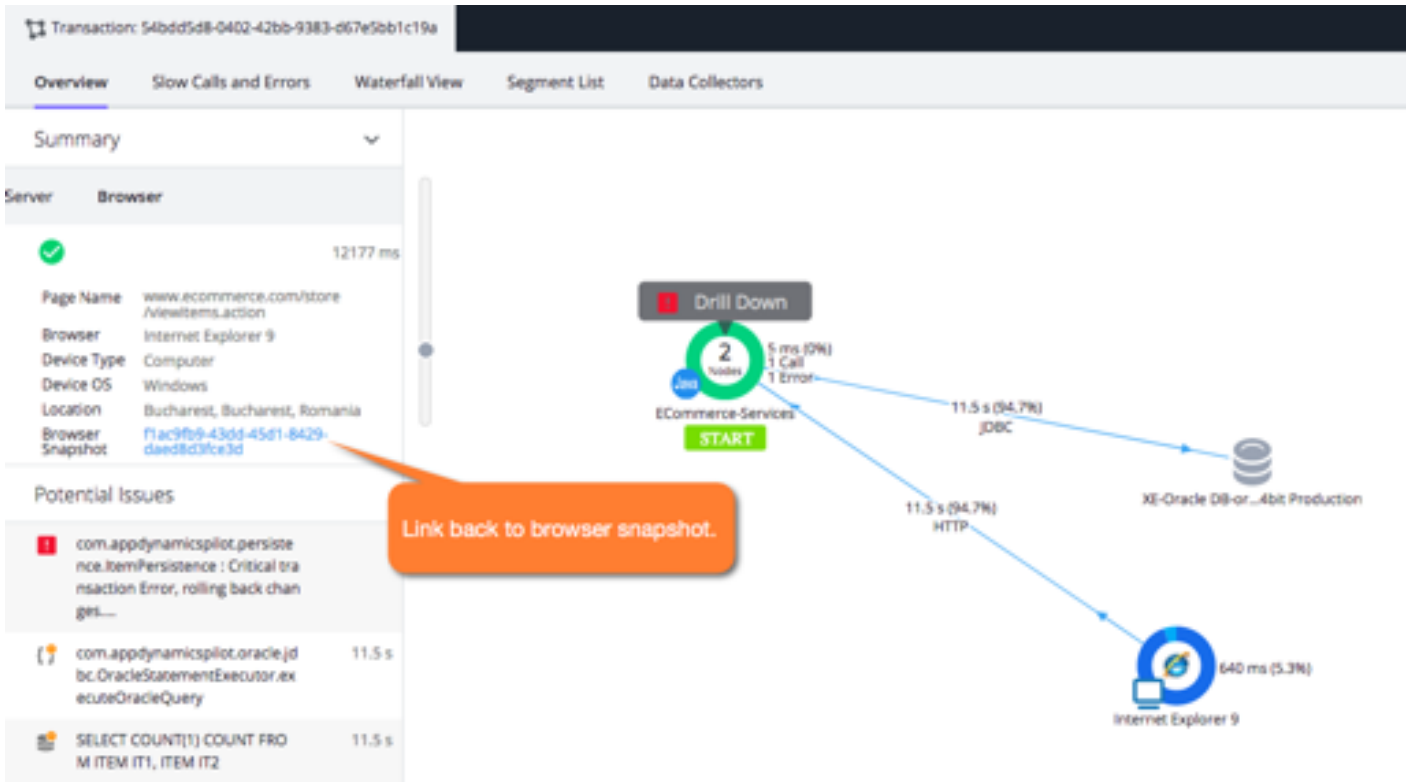 Transaction: 54bdd5d8-0402-42bb-9383-d67e5bb1c19a
Overview Slow Calls and Errors Waterfall View Segment List Data Collectors
Summary
Server Browser
12177 ms
Page Name www.ecommerce.com/store
/viewitems.action
Browser Internet Explorer 9
Device Type Computer
Device OS Windows
Location Bucharest, Bucharest, Romania
Browser f1ac9fb9-43dd-45d1-8429-
Snapshot daed8d3fce3d
Potential Issues
com.appdynamicspilot.persiste
nce.ItemPersistence : Critical tra
nsaction Error, rolling back chan
ges....
com.appdynamicspilot.oracle.jd 11.5 s
bc.OracleStatementExecutor.ex
ecuteOracleQuery
SELECT COUNT(1) COUNT FRO 11.5 s
M ITEM IT1, ITEM IT2
Drill Down
2
Nodes
Java
5 ms (0%)
1 Call
1 Error
ECommerce-Services
START
11.5 s (94.7%)
JDBC
XE-Oracle DB-or...4bit Production
11.5 s (94.7%)
HTTP
Link back to browser snapshot.
640 ms (5.3%)
Internet Explorer 9